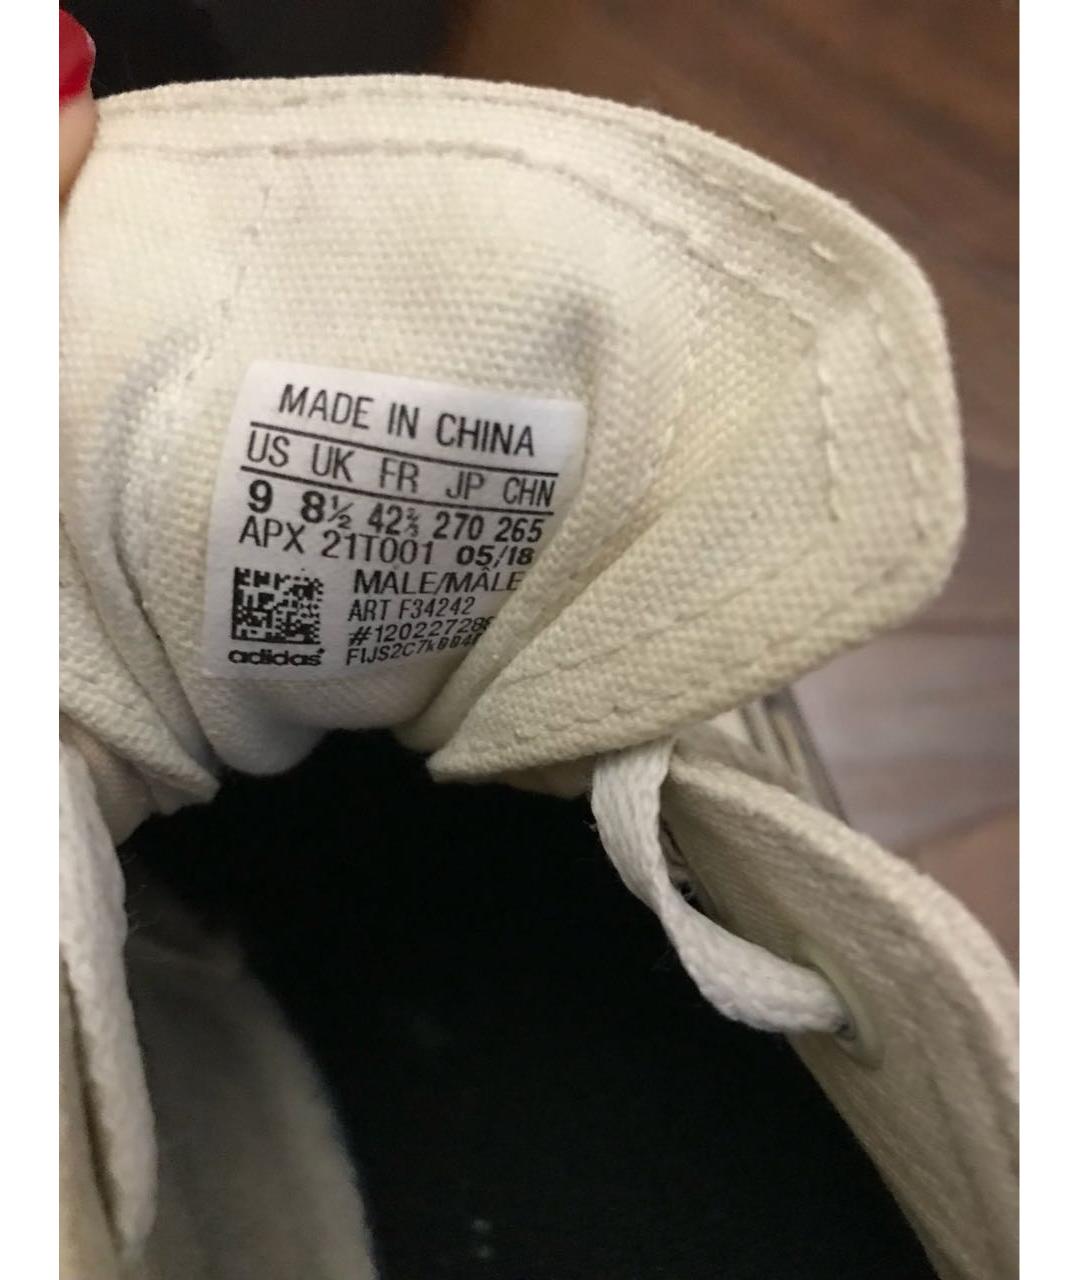 MADE IN CHINA
US UK FR JP CHN
9 8½ 42⅔ 270 265
APX 21T001 05/18
MALE/MÂLE
ART F34242
adidas